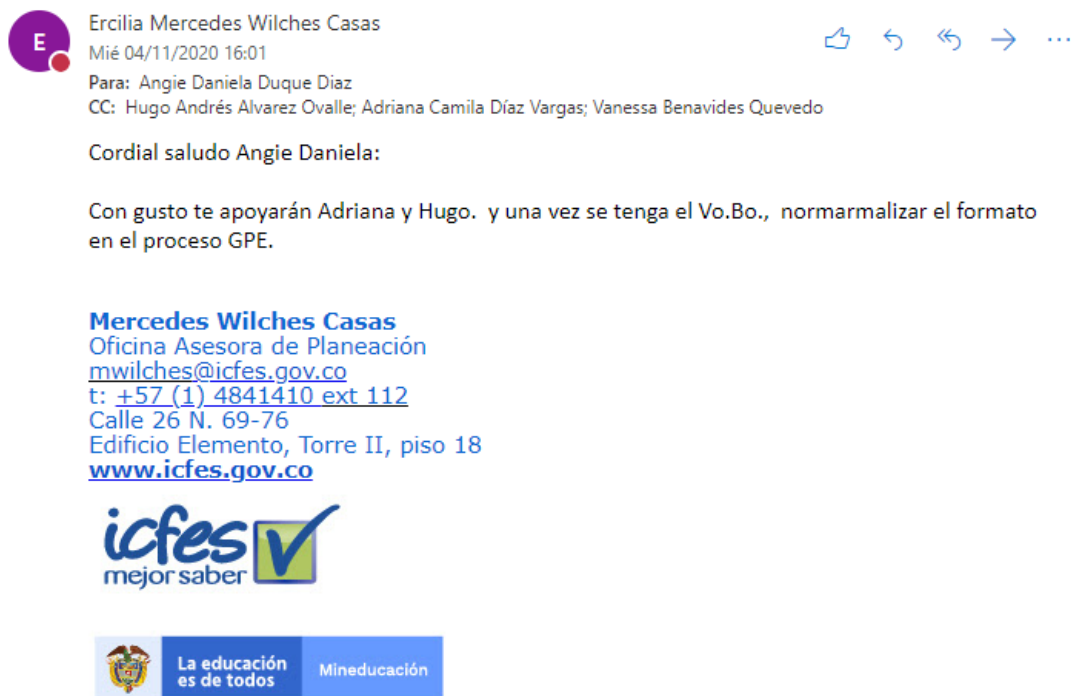 E
Ercilia Mercedes Wilches Casas
Mié 04/11/2020 16:01
Para: Angie Daniela Duque Diaz
CC: Hugo Andrés Alvarez Ovalle; Adriana Camila Díaz Vargas; Vanessa Benavides Quevedo
Cordial saludo Angie Daniela:
Con gusto te apoyarán Adriana y Hugo. y una vez se tenga el Vo.Bo., normarmalizar el formato
en el proceso GPE.
Mercedes Wilches Casas
Oficina Asesora de Planeación
mwilches@icfes.gov.co
t: +57 (1) 4841410 ext 112
Calle 26 N. 69-76
Edificio Elemento, Torre II, piso 18
www.icfes.gov.co
icfes
mejor saber
La educación
es de todos
Mineducación